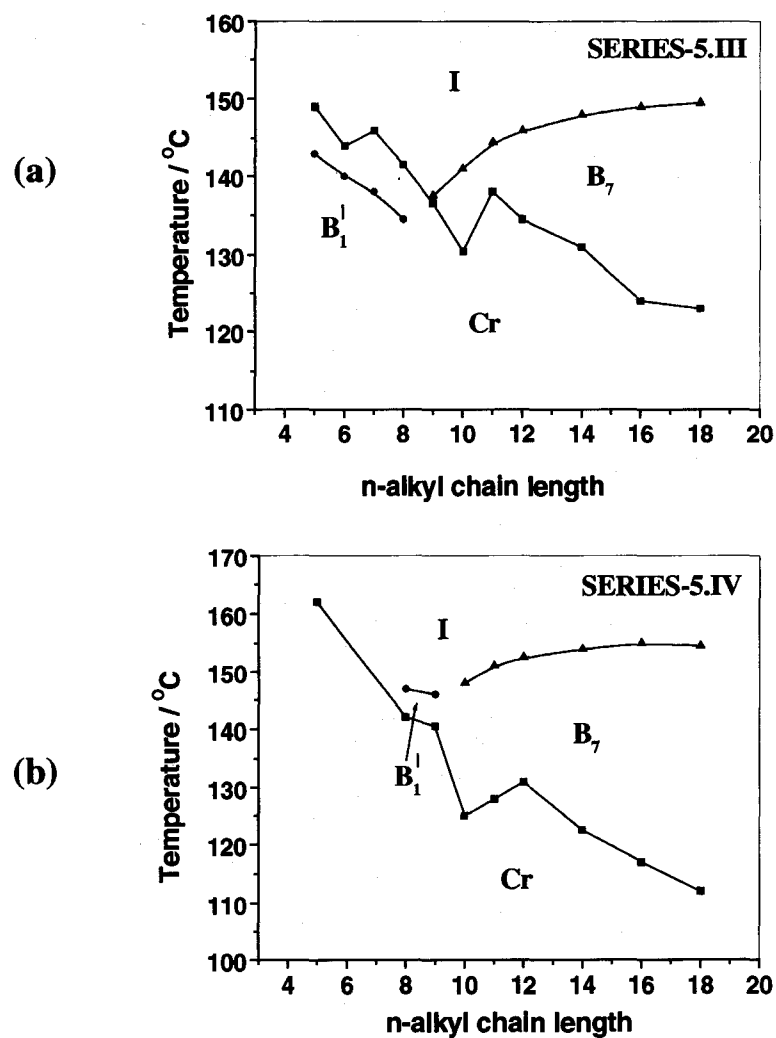 (a)
SERIES-5.III
Temperature / °C
160
150
140
130
120
110
I
B₇
B₁ᴵ
Cr
4 6 8 10 12 14 16 18 20
n-alkyl chain length
(b)
SERIES-5.IV
Temperature / °C
170
160
150
140
130
120
110
100
I
B₇
B₁ᴵ
Cr
4 6 8 10 12 14 16 18 20
n-alkyl chain length